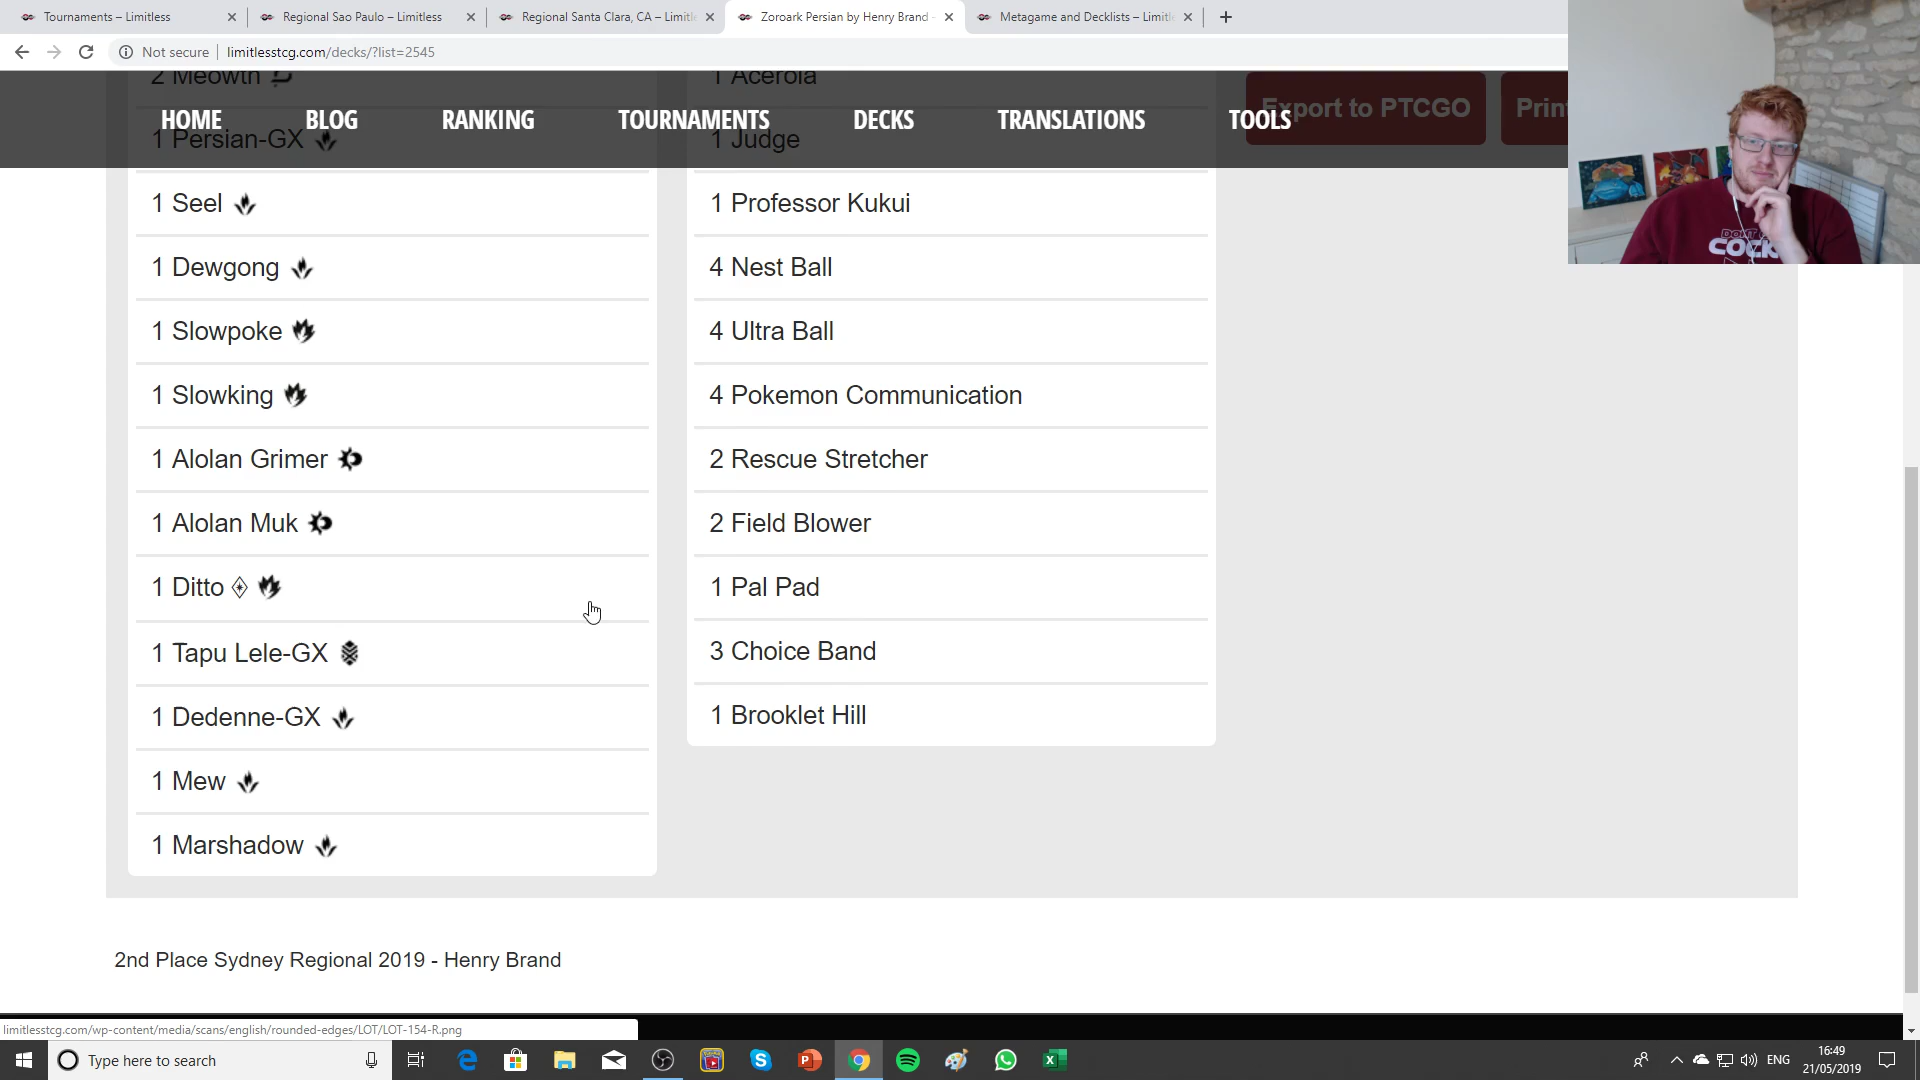 Tournaments – Limitless
Regional Sao Paulo – Limitless
Regional Santa Clara, CA – Limitl
Zoroark Persian by Henry Brand -
Metagame and Decklists – Limitl
Not secure
limitlesstcg.com/decks/?list=2545
2 Meowth
1 Acerola
Export to PTCGO
Prin
HOME
BLOG
RANKING
TOURNAMENTS
DECKS
TRANSLATIONS
TOOLS
1 Persian-GX
1 Judge
1 Seel
1 Dewgong
1 Slowpoke
1 Slowking
1 Alolan Grimer
1 Alolan Muk
1 Ditto
1 Tapu Lele-GX
1 Dedenne-GX
1 Mew
1 Marshadow
1 Professor Kukui
4 Nest Ball
4 Ultra Ball
4 Pokemon Communication
2 Rescue Stretcher
2 Field Blower
1 Pal Pad
3 Choice Band
1 Brooklet Hill
2nd Place Sydney Regional 2019 - Henry Brand
limitlesstcg.com/wp-content/media/scans/english/rounded-edges/LOT/LOT-154-R.png
Type here to search
ENG
16:49
21/05/2019